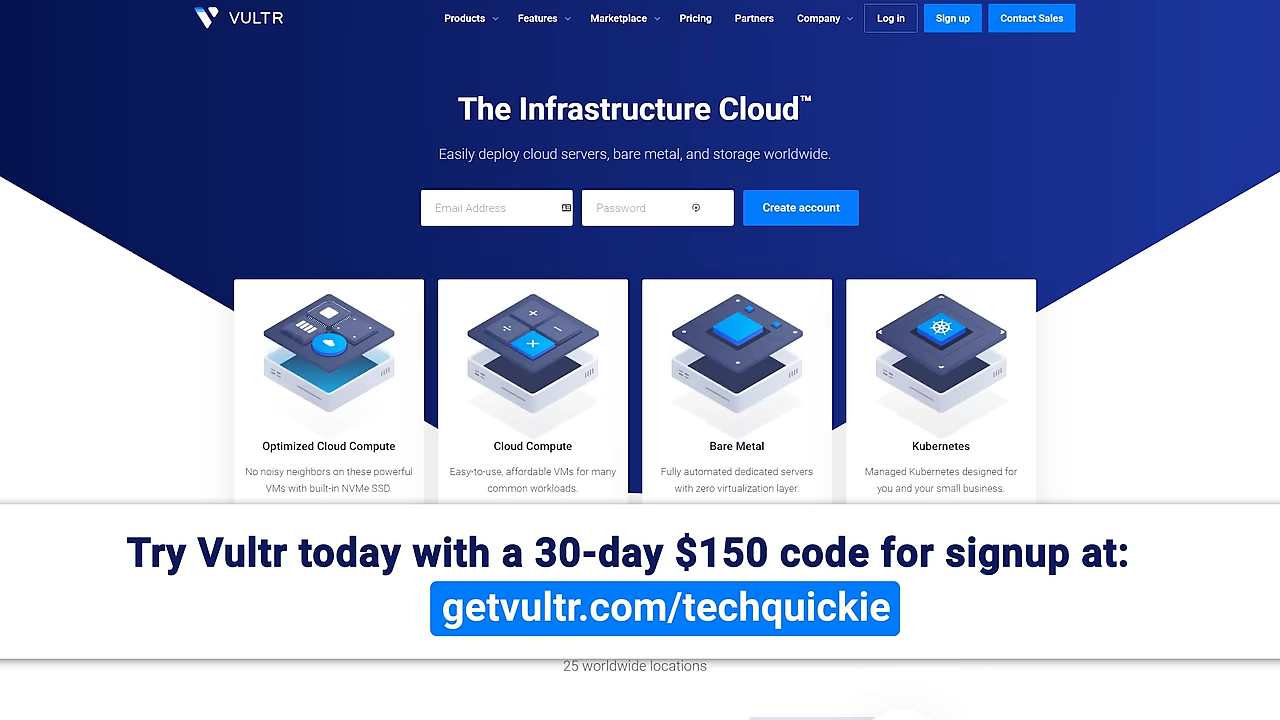 VULTR
Products Features Marketplace Pricing Partners Company Log in Sign up Contact Sales
The Infrastructure Cloud™
Easily deploy cloud servers, bare metal, and storage worldwide.
Email Address Password Create account
Optimized Cloud Compute
No noisy neighbors on these powerful
VMs with built-in NVMe SSD.
Cloud Compute
Easy-to-use, affordable VMs for many
common workloads.
Bare Metal
Fully automated dedicated servers
with zero virtualization layer.
Kubernetes
Managed Kubernetes designed for
you and your small business.
Try Vultr today with a 30-day $150 code for signup at:
getvultr.com/techquickie
25 worldwide locations